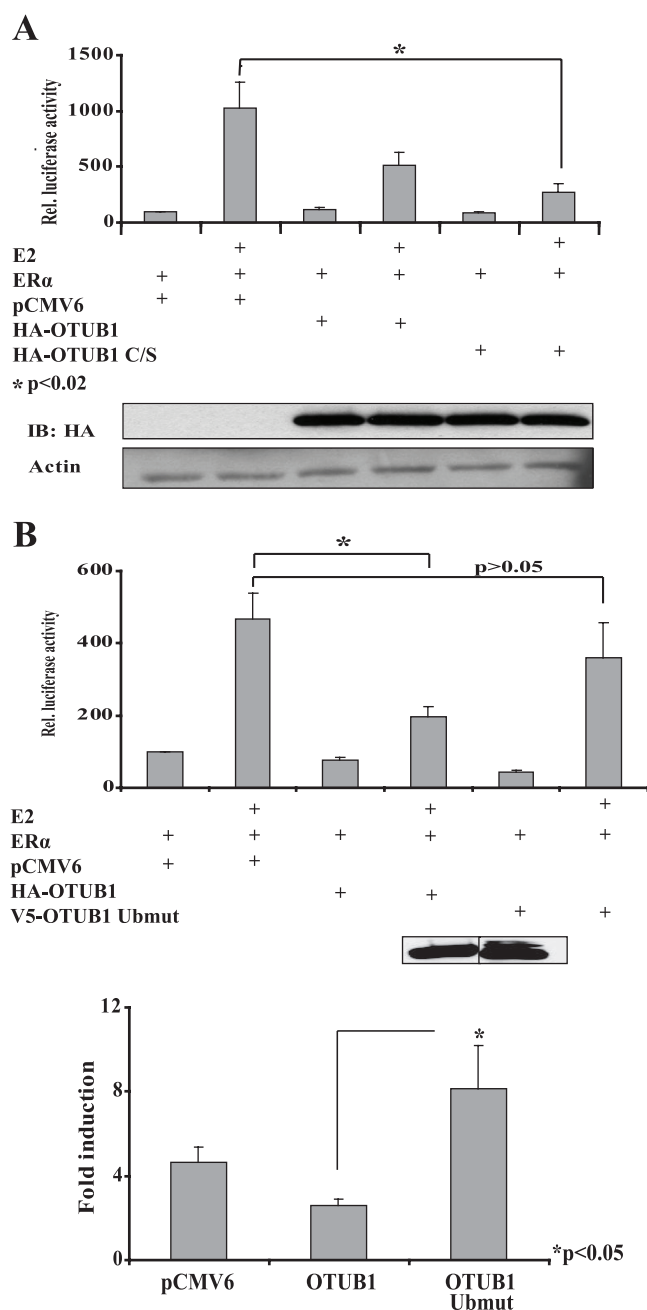 A
1500
1000
500
0
Rel. luciferase activity
*
E2 + + +
ERα + + + + + +
pCMV6 + +
HA-OTUB1 + +
HA-OTUB1 C/S + +
* p<0.02
IB: HA
Actin
B
600
400
200
0
Rel. luciferase activity
*
p>0.05
E2 + + +
ERα + + + + + +
pCMV6 + +
HA-OTUB1 + +
V5-OTUB1 Ubmut + +
12
8
4
0
Fold induction
*
*p<0.05
pCMV6 OTUB1 OTUB1
Ubmut